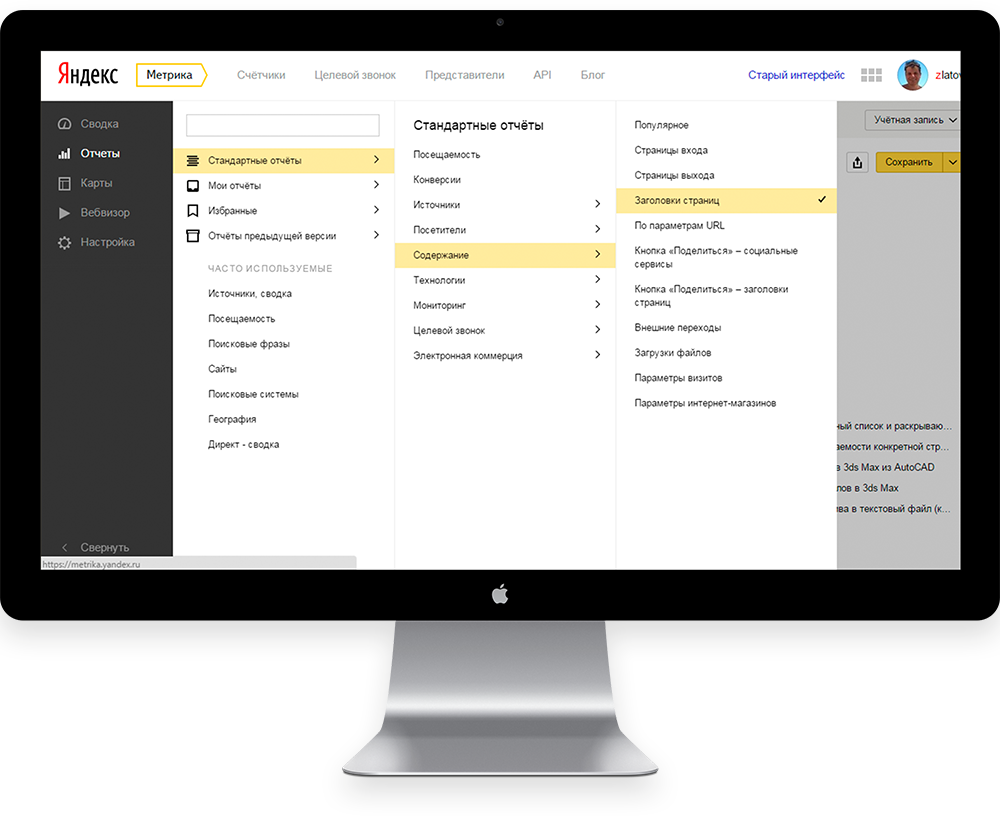 Яндекс
Метрика
Счётчики
Целевой звонок
Представители
API
Блог
Старый интерфейс
zlatov
Сводка
Отчеты
Карты
Вебвизор
Настройка
Свернуть
https://metrika.yandex.ru
Стандартные отчёты
Мои отчёты
Избранные
Отчёты предыдущей версии
ЧАСТО ИСПОЛЬЗУЕМЫЕ
Источники, сводка
Посещаемость
Поисковые фразы
Сайты
Поисковые системы
География
Директ - сводка
Стандартные отчёты
Посещаемость
Конверсии
Источники
Посетители
Содержание
Технологии
Мониторинг
Целевой звонок
Электронная коммерция
Популярное
Страницы входа
Страницы выхода
Заголовки страниц
По параметрам URL
Кнопка «Поделиться» – социальные
сервисы
Кнопка «Поделиться» – заголовки
страниц
Внешние переходы
Загрузки файлов
Параметры визитов
Параметры интернет-магазинов
Учётная запись
Сохранить
ный список и раскрываю...
аемости конкретной стр...
в 3ds Max из AutoCAD
лов в 3ds Max
ива в текстовый файл (к...